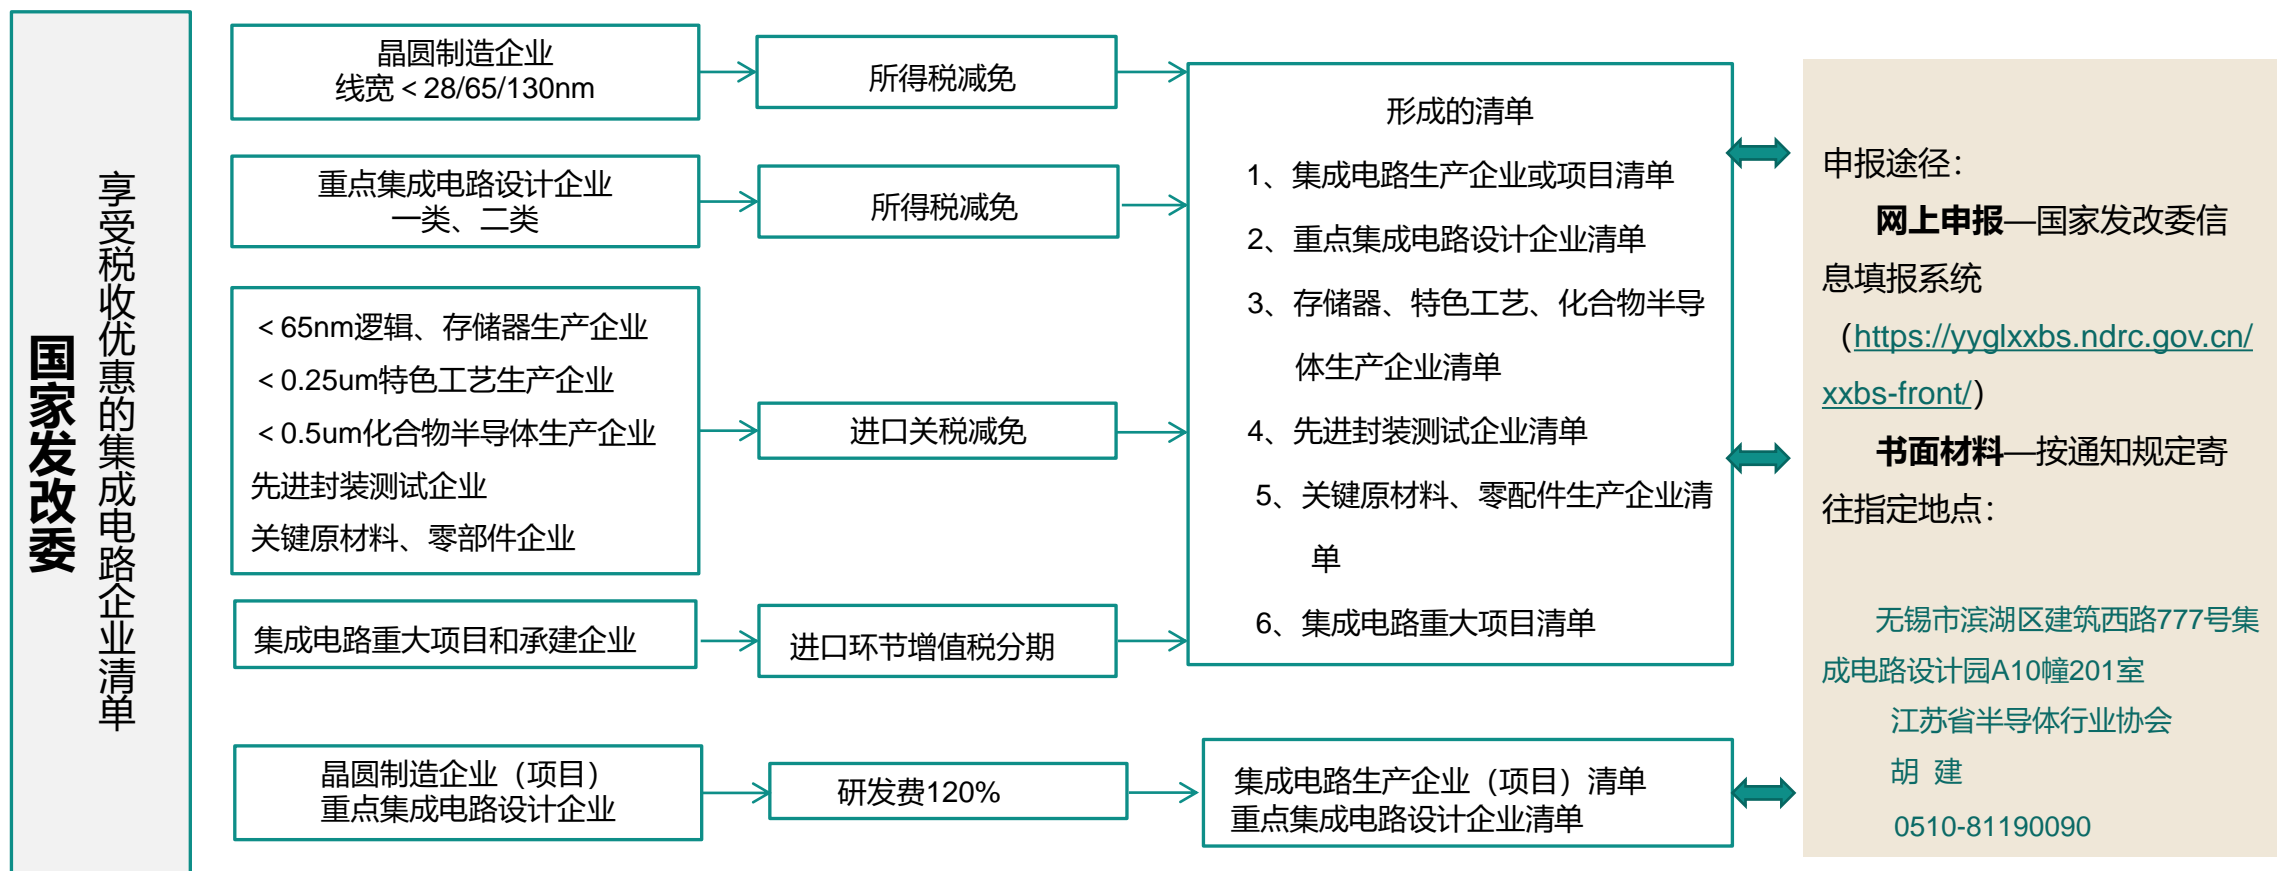 国家发改委
享受税收优惠的集成电路企业清单
晶圆制造企业
线宽＜28/65/130nm
所得税减免
重点集成电路设计企业
一类、二类
所得税减免
＜65nm逻辑、存储器生产企业
＜0.25um特色工艺生产企业
＜0.5um化合物半导体生产企业
先进封装测试企业
关键原材料、零部件企业
进口关税减免
集成电路重大项目和承建企业
进口环节增值税分期
形成的清单
1、集成电路生产企业或项目清单
2、重点集成电路设计企业清单
3、存储器、特色工艺、化合物半导
体生产企业清单
4、先进封装测试企业清单
5、关键原材料、零配件生产企业清
单
6、集成电路重大项目清单
晶圆制造企业（项目）
重点集成电路设计企业
研发费120%
集成电路生产企业（项目）清单
重点集成电路设计企业清单
申报途径：
网上申报—国家发改委信
息填报系统
（https://yyglxxbs.ndrc.gov.cn/
xxbs-front/）
书面材料—按通知规定寄
往指定地点：
无锡市滨湖区建筑西路777号集
成电路设计园A10幢201室
江苏省半导体行业协会
胡 建
0510-81190090